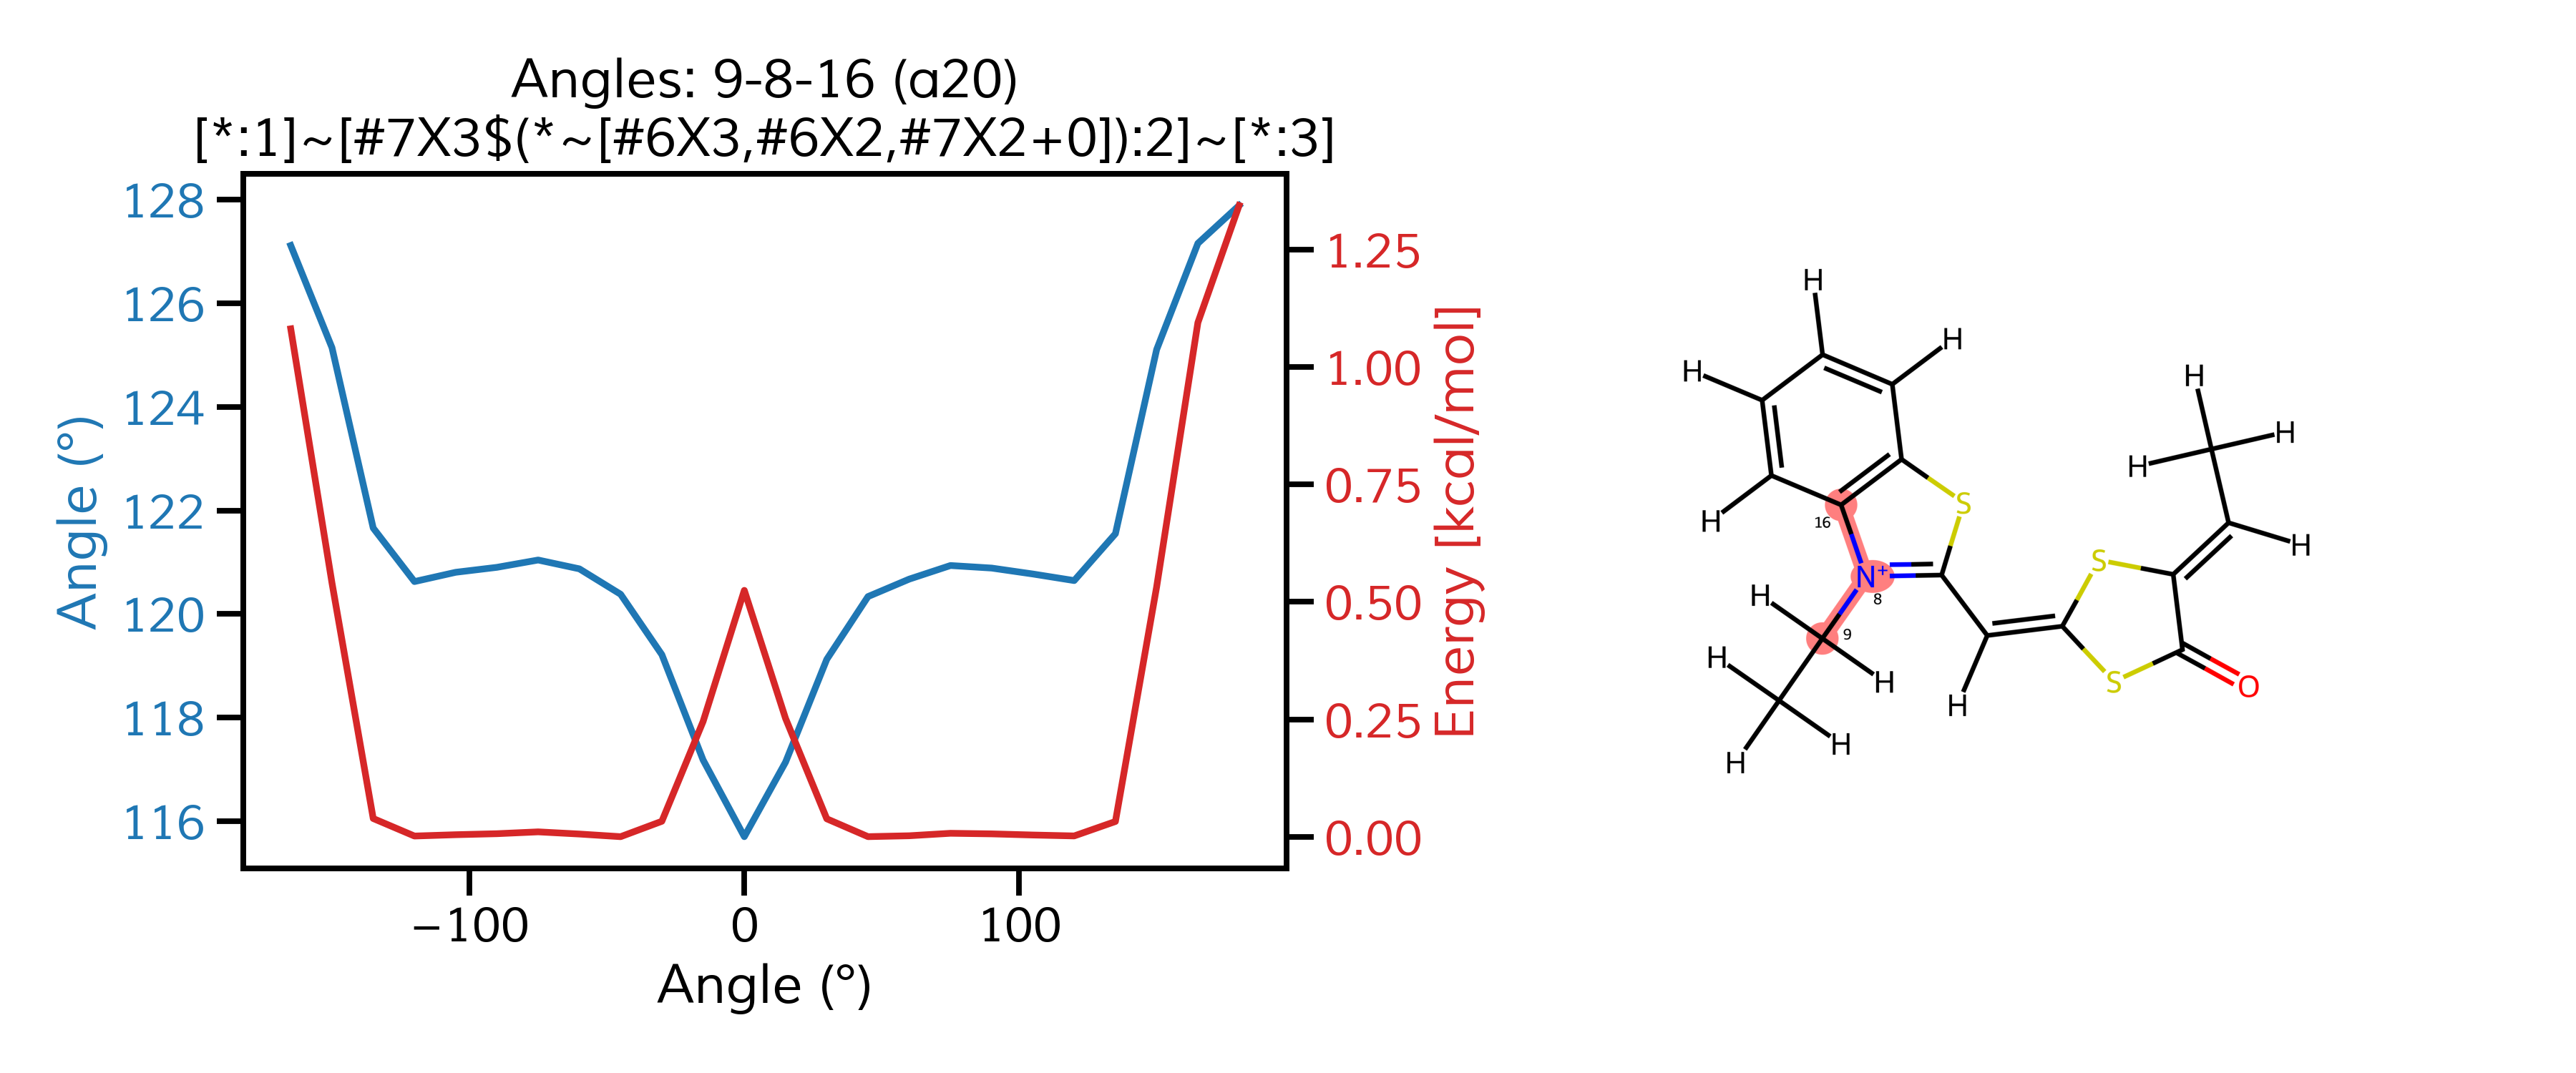 Angles: 9-8-16 (a20)
[*:1]~[#7X3$(*~[#6X3,#6X2,#7X2+0]):2]~[*:3]
128
126
124
122
120
118
116
Angle (°)
1.25
1.00
0.75
0.50
0.25
0.00
Energy [kcal/mol]
−100 0 100
Angle (°)
H
H
H
H
H
H
H
S
16
H
H
S
N+
8
H
9
H
H
S
O
H
H
H
H